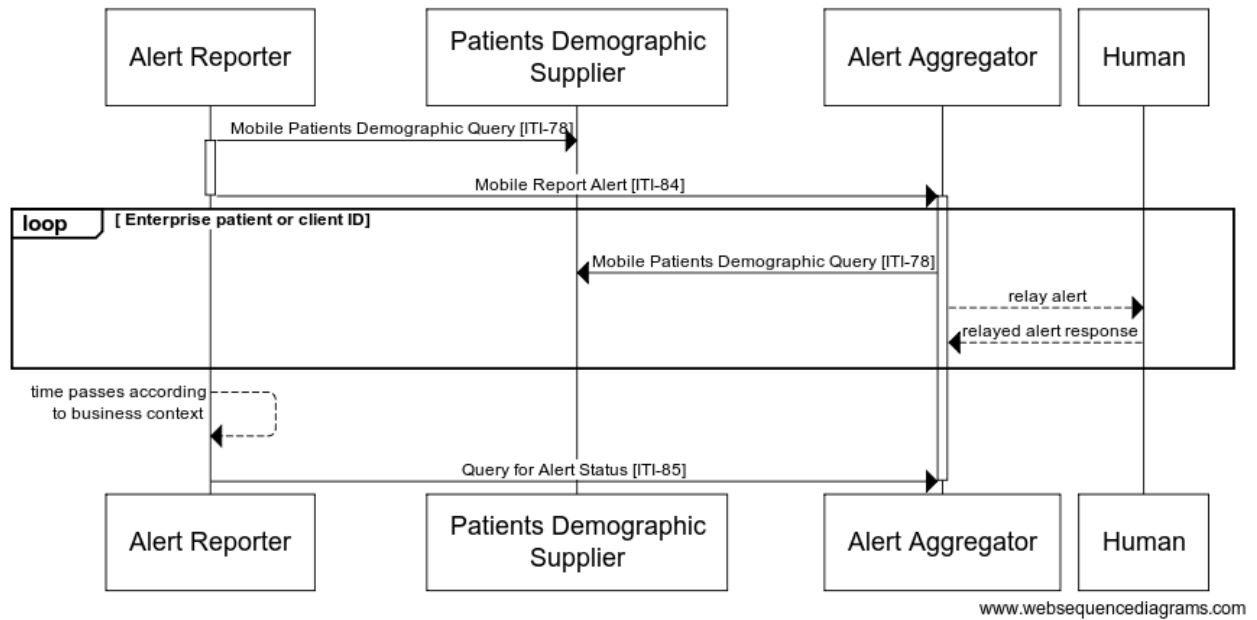 Alert Reporter
Patients Demographic
Supplier
Alert Aggregator
Human
Mobile Patients Demographic Query [ITI-78]
Mobile Report Alert [ITI-84]
loop
[ Enterprise patient or client ID]
Mobile Patients Demographic Query [ITI-78]
relay alert
relayed alert response
time passes according
to business context
Query for Alert Status [ITI-85]
Alert Reporter
Patients Demographic
Supplier
Alert Aggregator
Human
www.websequencediagrams.com